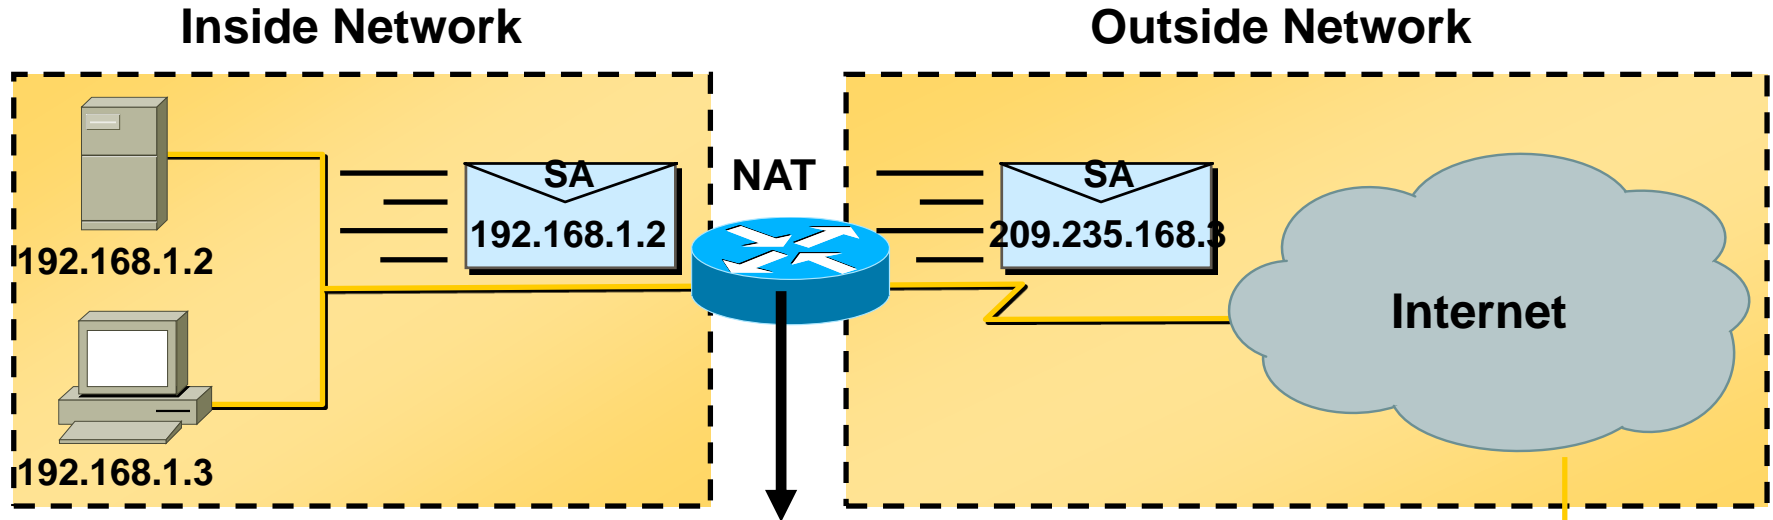 Inside Network
Outside Network
SA
192.168.1.2
NAT
SA
209.235.168.3
192.168.1.2
Internet
192.168.1.3